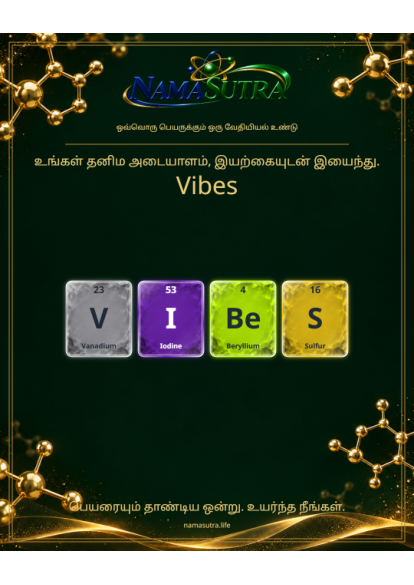 NAMASUTRA
ஒவ்வொரு பெயருக்கும் ஒரு வேதியியல் உண்டு
உங்கள் தனிம அடையாளம், இயற்கையுடன் இயைந்து.
Vibes
23 53 4 16
V I Be S
Vanadium Iodine Beryllium Sulfur
பெயரையும் தாண்டிய ஒன்று. உயர்ந்த நீங்கள்.
namasutra.life